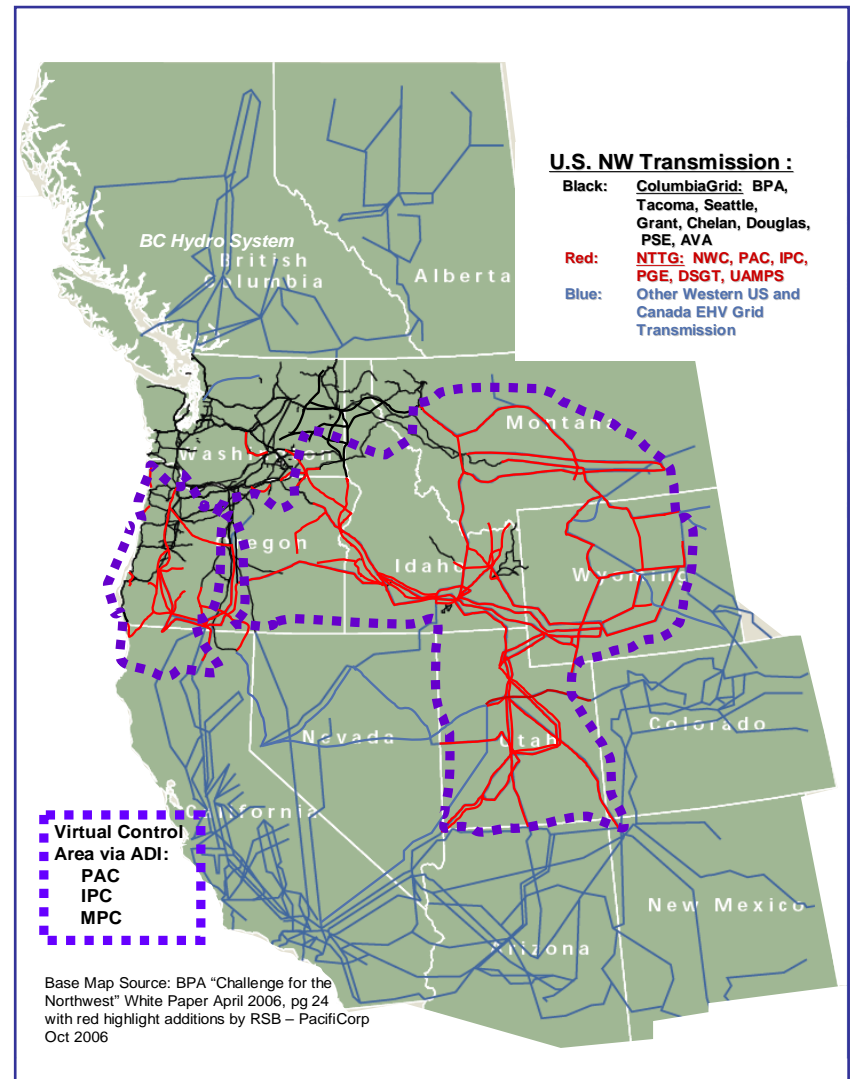 U.S. NW Transmission :
Black: ColumbiaGrid: BPA,
Tacoma, Seattle,
Grant, Chelan, Douglas,
PSE, AVA
Red: NTTG: NWC, PAC, IPC,
PGE, DSGT, UAMPS
Blue: Other Western US and
Canada EHV Grid
Transmission
BC Hydro System
British
Columbia
Alberta
Montana
Washington
Oregon
Idaho
Wyoming
Nevada
Utah
Colorado
California
Arizona
New Mexico
Virtual Control
Area via ADI:
PAC
IPC
MPC
Base Map Source: BPA “Challenge for the
Northwest” White Paper April 2006, pg 24
with red highlight additions by RSB – PacifiCorp
Oct 2006